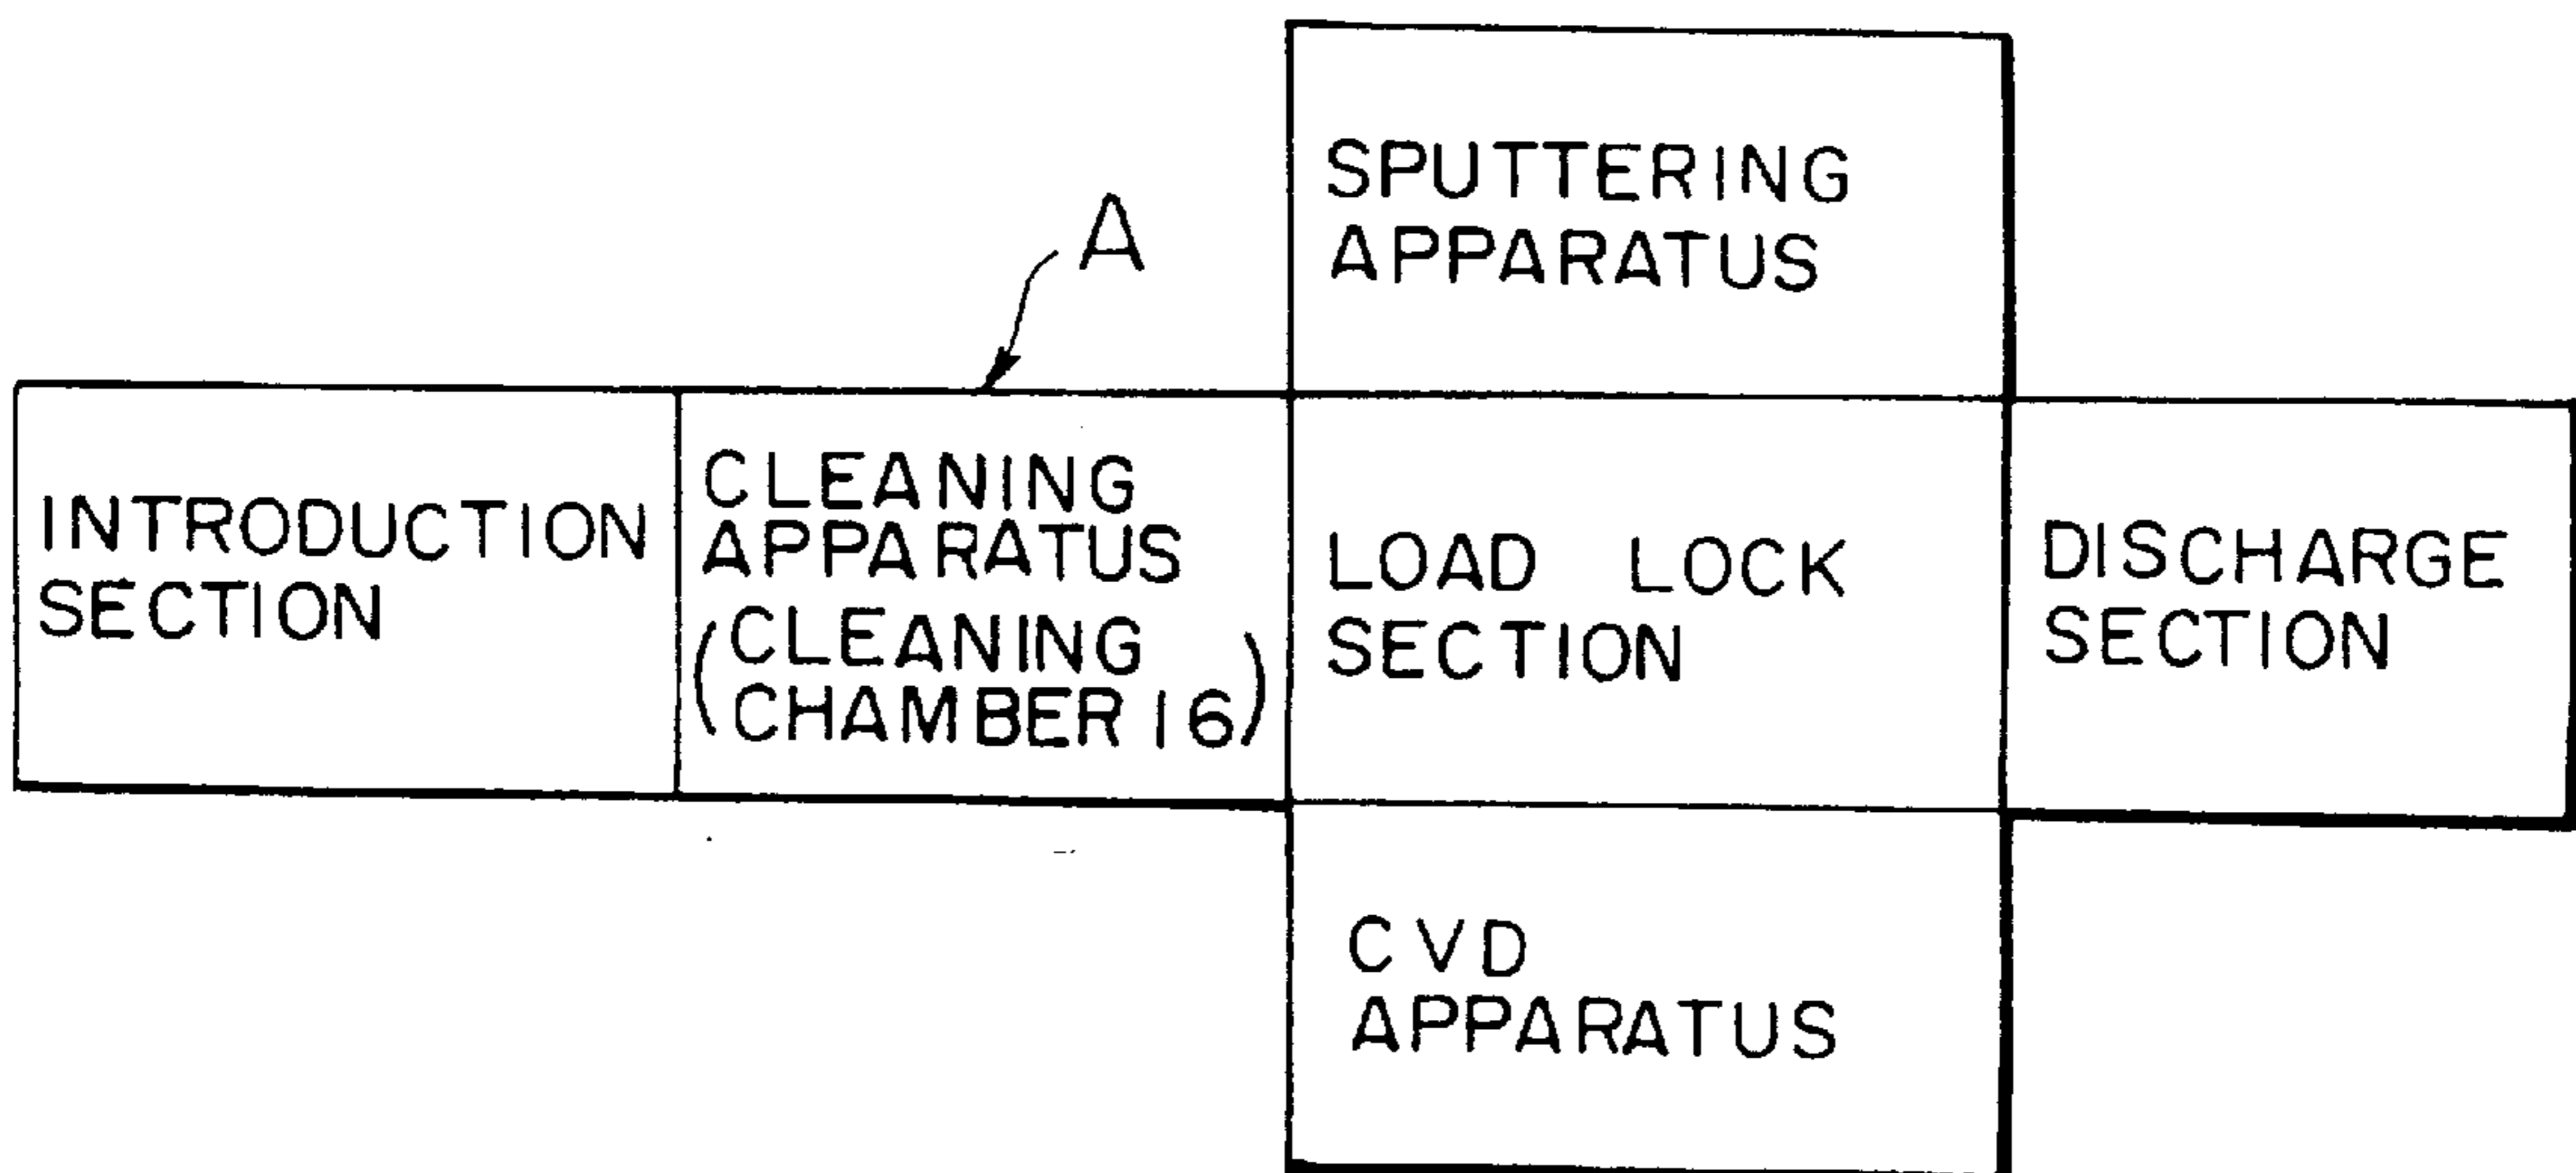 SPUTTERING
APPARATUS
A
INTRODUCTION
SECTION
CLEANING
APPARATUS
(CLEANING
CHAMBER 16)
LOAD LOCK
SECTION
DISCHARGE
SECTION
CVD
APPARATUS